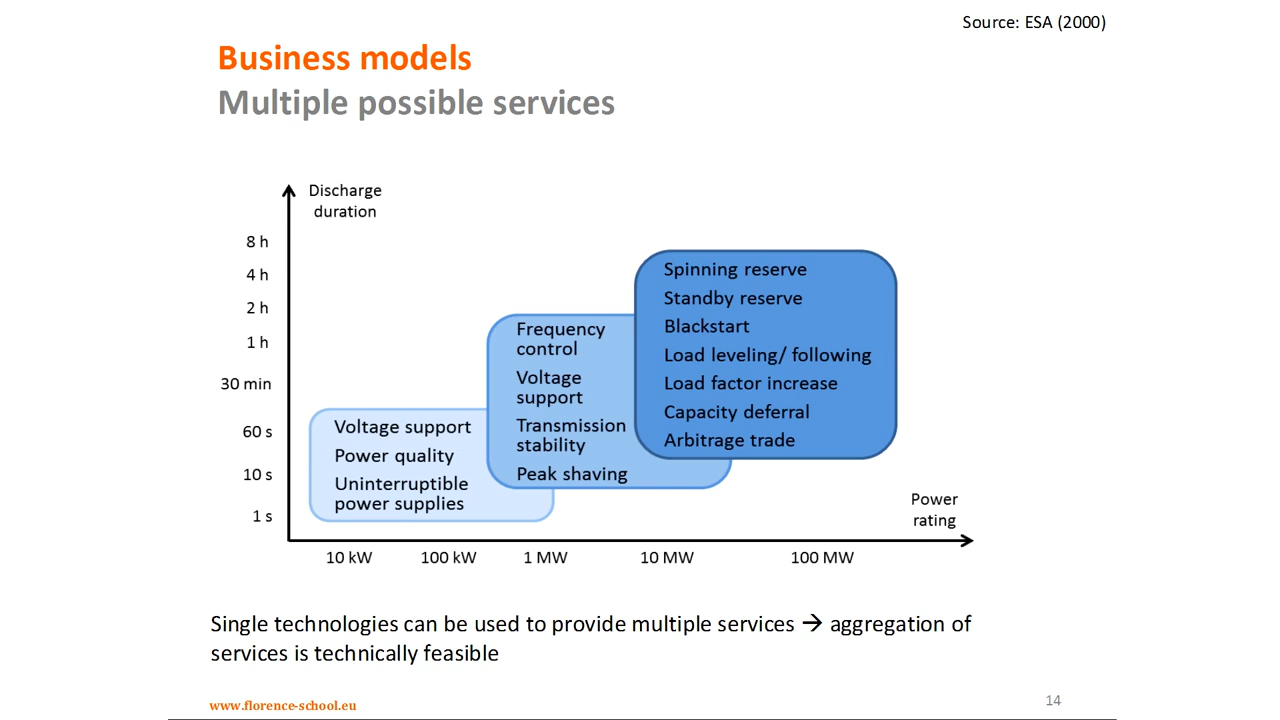 Source: ESA (2000)
Business models
Multiple possible services
Discharge
duration
8 h
4 h
2 h
1 h
30 min
60 s
10 s
1 s
Voltage support
Power quality
Uninterruptible
power supplies
Frequency
control
Voltage
support
Transmission
stability
Peak shaving
Spinning reserve
Standby reserve
Blackstart
Load leveling/ following
Load factor increase
Capacity deferral
Arbitrage trade
Power
rating
10 kW
100 kW
1 MW
10 MW
100 MW
Single technologies can be used to provide multiple services → aggregation of
services is technically feasible
www.florence-school.eu
14